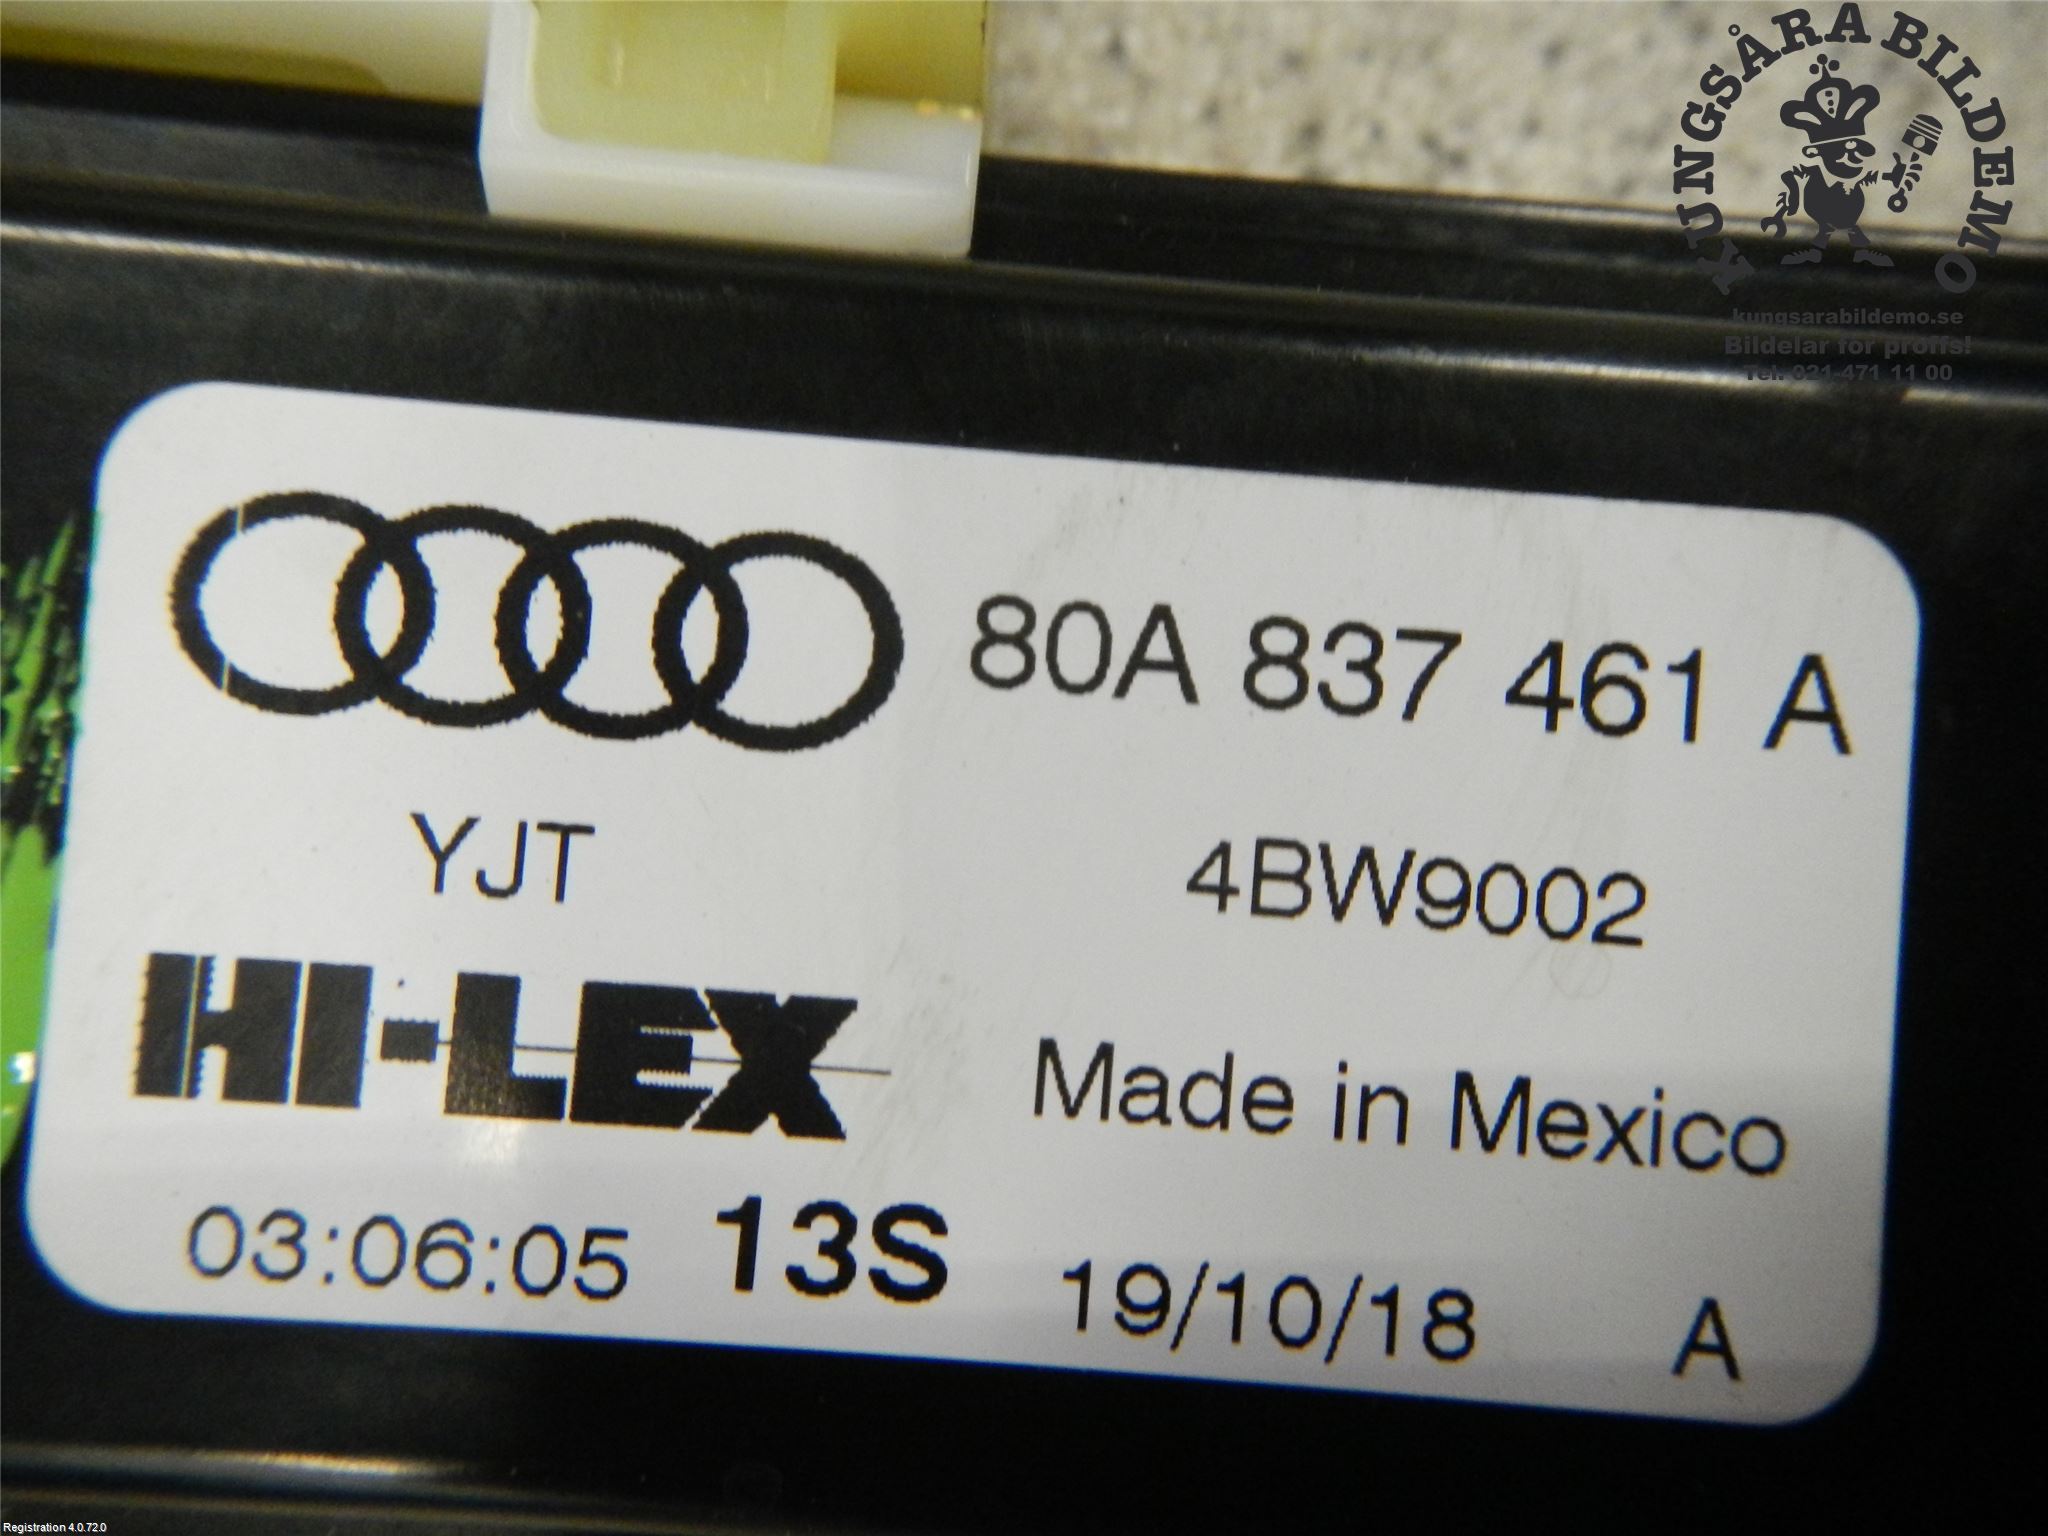 KUNGSÅRA BILDEMO
kungsarabildemo.se
Bildelar för proffs!
Tel. 021-471 11 00
80A 837 461 A
YJT
4BW9002
HI-LEX
Made in Mexico
03:06:05 13S 19/10/18 A
Registration 4.0.72.0